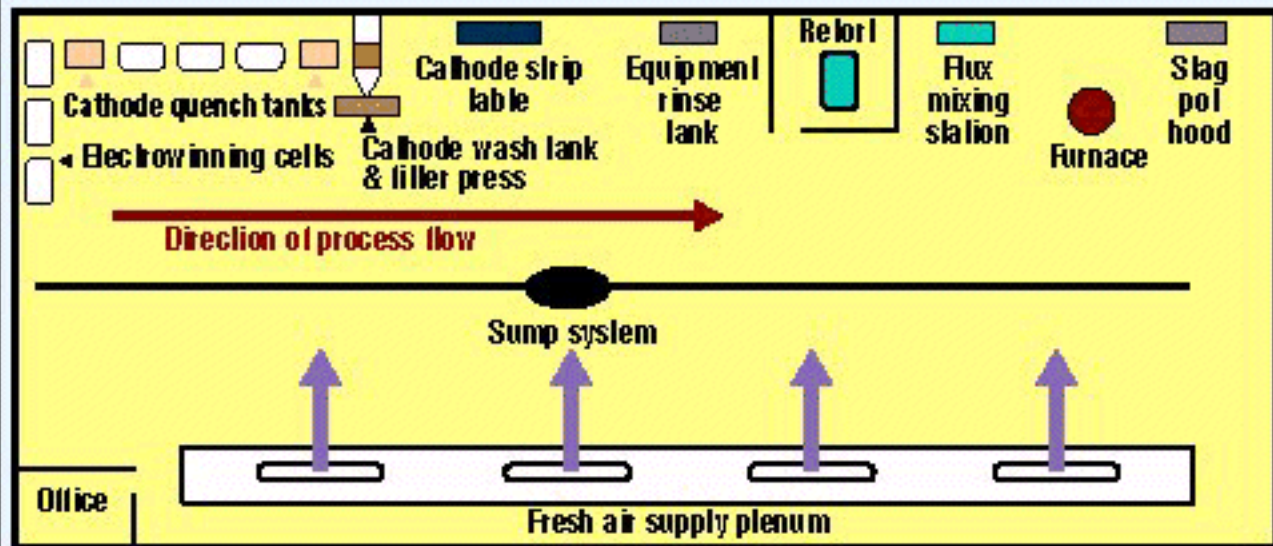 Retort
Cathode strip
table
Equipment
rinse
tank
Flux
mixing
station
Slag
pot
hood
Cathode quench tanks
Furnace
Electrowinning cells
Cathode wash tank
& filter press
Direction of process flow
Sump system
Office
Fresh air supply plenum